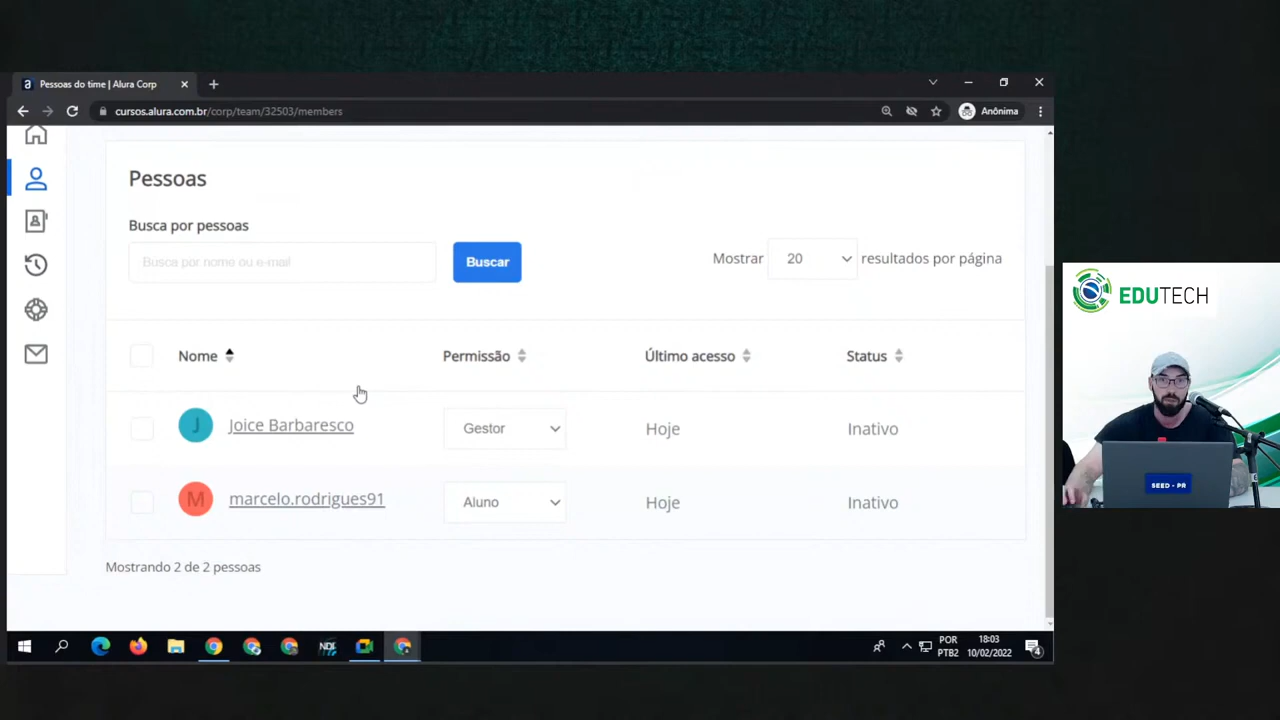 Pessoas do time | Alura Corp
cursos.alura.com.br/corp/team/32503/members
Anônima
Pessoas
Busca por pessoas
Busca por nome ou e-mail
Buscar
Mostrar 20 resultados por página
Nome Permissão Último acesso Status
J Joice Barbaresco Gestor Hoje Inativo
M marcelo.rodrigues91 Aluno Hoje Inativo
Mostrando 2 de 2 pessoas
EDUTECH
SEED - PR
NDI
POR
PTB2
18:03
10/02/2022
4